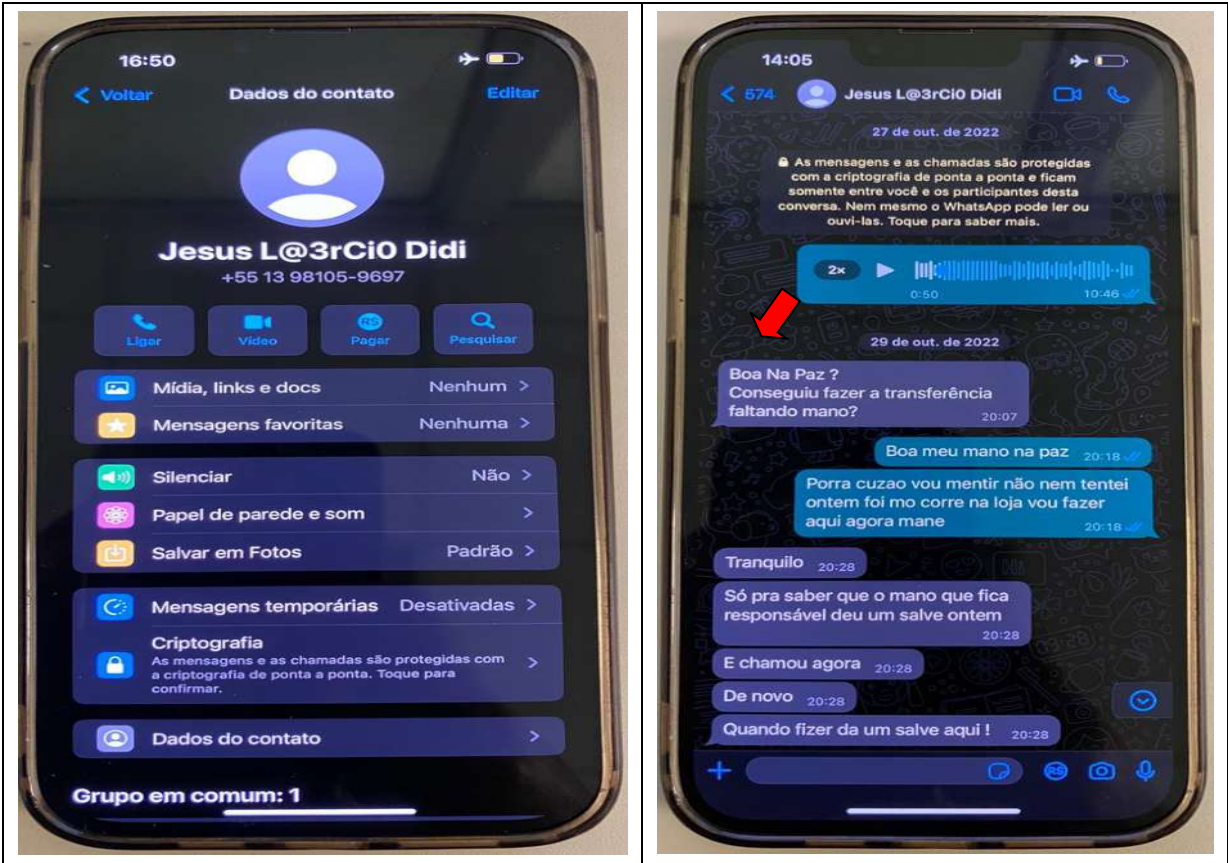 16:50
Voltar
Dados do contato
Editar
Jesus L@3rCi0 Didi
+55 13 98105-9697
Ligar
Vídeo
Pagar
Pesquisar
Mídia, links e docs
Nenhum >
Mensagens favoritas
Nenhuma >
Silenciar
Não >
Papel de parede e som
>
Salvar em Fotos
Padrão >
Mensagens temporárias
Desativadas >
Criptografia
As mensagens e as chamadas são protegidas com
a criptografia de ponta a ponta. Toque para
confirmar.
Dados do contato
Grupo em comum: 1
14:05
574
Jesus L@3rCi0 Didi
27 de out. de 2022
As mensagens e as chamadas são protegidas
com a criptografia de ponta a ponta e ficam
somente entre você e os participantes desta
conversa. Nem mesmo o WhatsApp pode ler ou
ouvi-las. Toque para saber mais.
2x
0:50
10:46
29 de out. de 2022
Boa Na Paz ?
Conseguiu fazer a transferência
faltando mano?
20:07
Boa meu mano na paz 20:18
Porra cuzao vou mentir não nem tentei
ontem foi mo corre na loja vou fazer
aqui agora mane
20:18
Tranquilo 20:28
Só pra saber que o mano que fica
responsável deu um salve ontem
20:28
E chamou agora 20:28
De novo 20:28
Quando fizer da um salve aqui ! 20:28